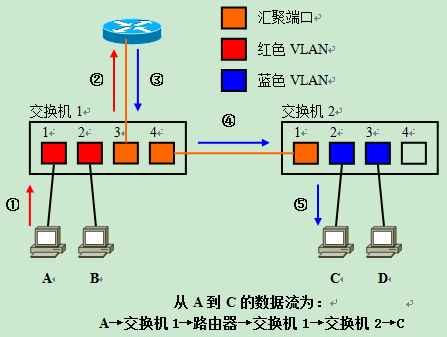 汇聚端口
红色 VLAN
蓝色 VLAN
② ③
交换机 1
1 2 3 4
④
交换机 2
1 2 3 4
①
⑤
A B C D
从 A 到 C 的数据流为：
A→交换机 1→路由器→交换机 1→交换机 2→C